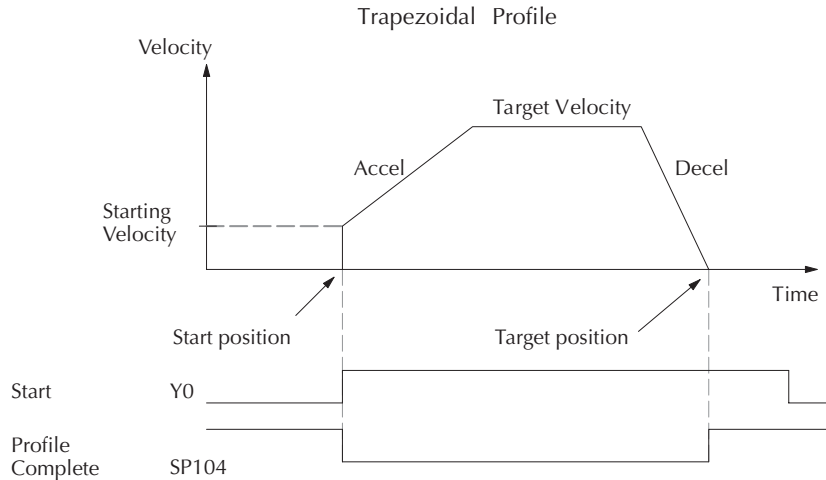 Trapezoidal Profile
Velocity
Target Velocity
Accel
Decel
Starting
Velocity
Time
Start position
Target position
Start Y0
Profile
Complete SP104